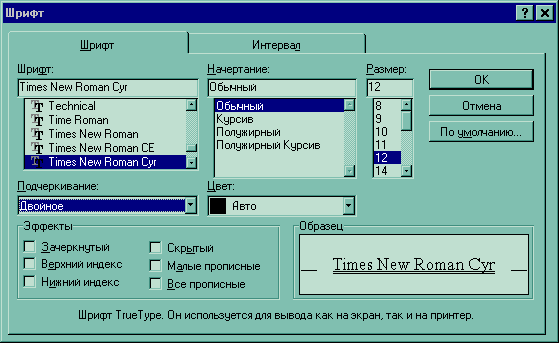 Шрифт
Шрифт Интервал
Шрифт: Начертание: Размер:
Times New Roman Cyr Обычный 12 ОК
Technical Обычный 8
Time Roman Курсив 9 Отмена
Times New Roman Полужирный 10
Times New Roman CE Полужирный Курсив 11 По умолчанию...
Times New Roman Cyr 12
14
Подчеркивание: Цвет:
Двойное Авто
Эффекты Образец
Зачеркнутый Скрытый
Верхний индекс Малые прописные Times New Roman Cyr
Нижний индекс Все прописные
Шрифт TrueType. Он используется для вывода как на экран, так и на принтер.